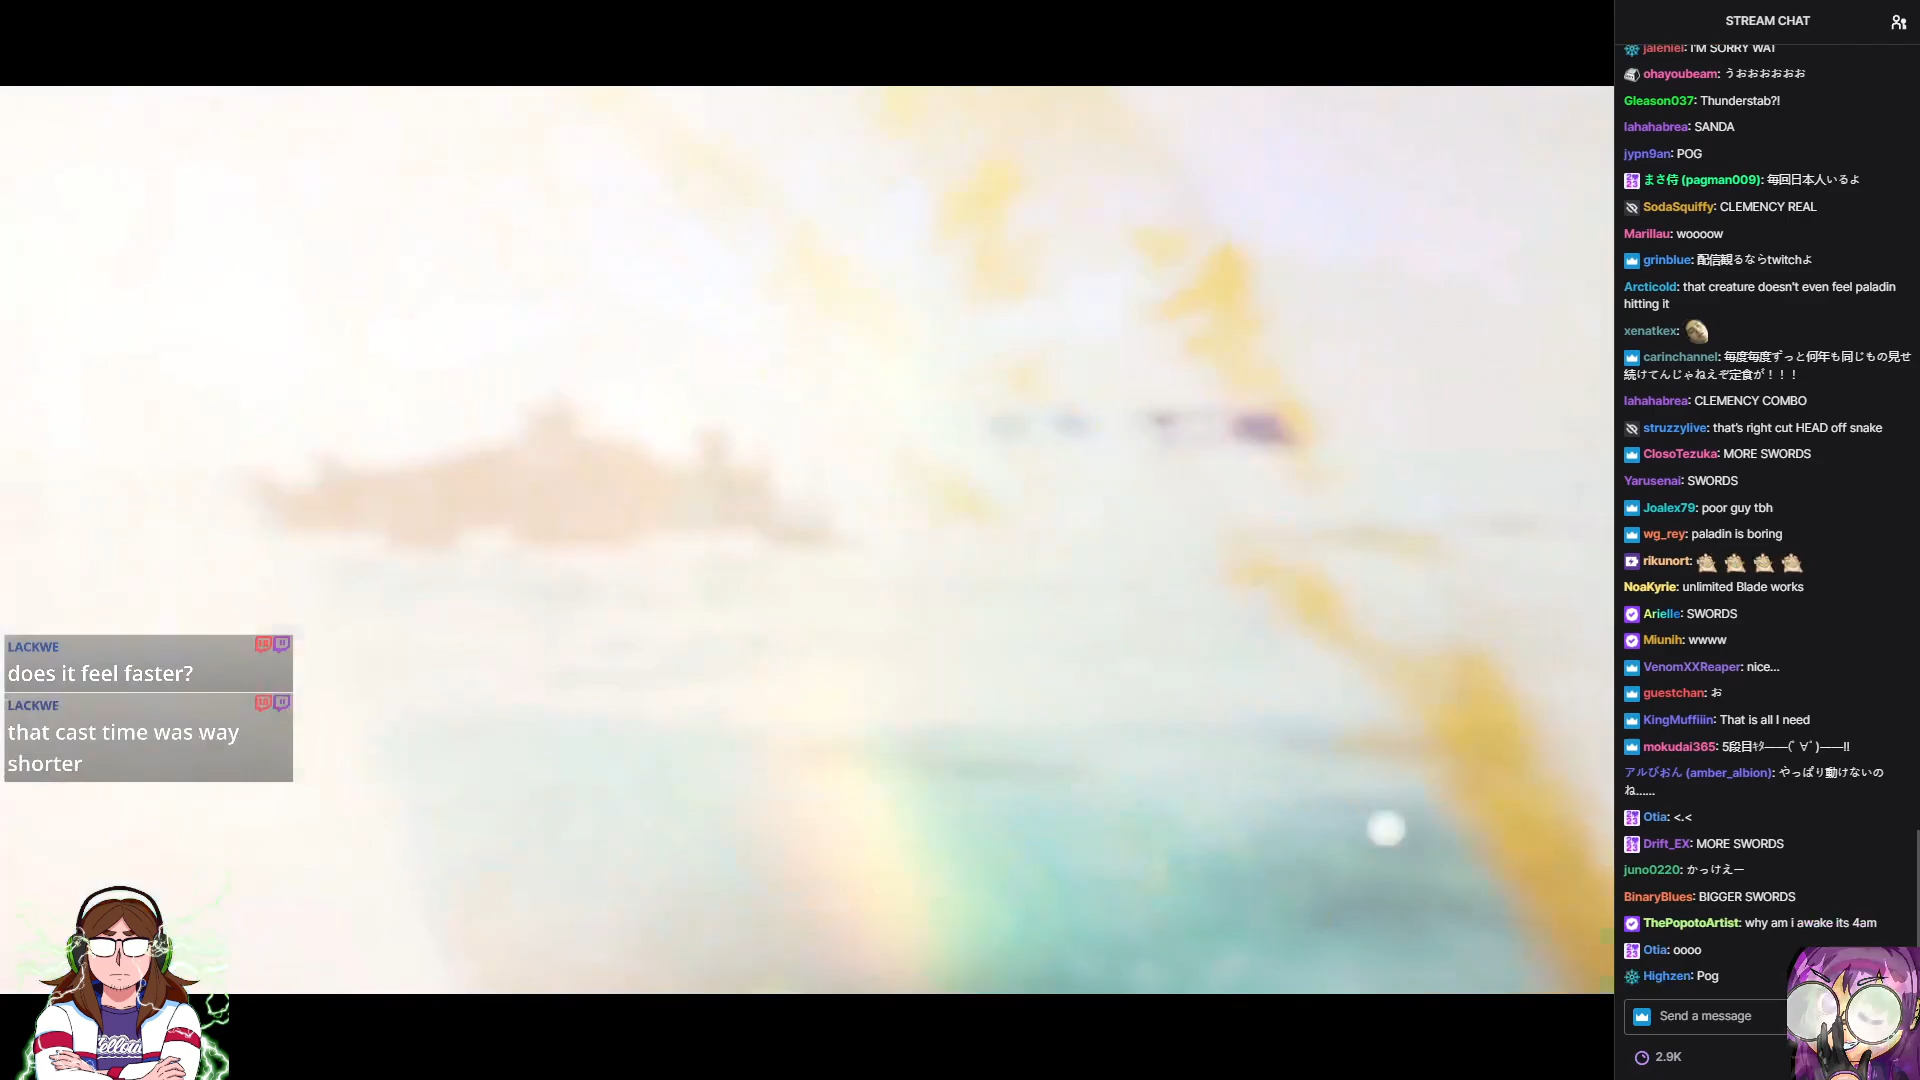 STREAM CHAT
jaleniel: I'M SORRY WAT
ohayoubeam: うおおおおおお
Gleason037: Thunderstab?!
lahahabrea: SANDA
jypn9an: POG
まさ侍 (pagman009): 毎回日本人いるよ
SodaSquiffy: CLEMENCY REAL
Marillau: woooow
grinblue: 配信観るならtwitchよ
Arcticold: that creature doesn't even feel paladin
hitting it
xenatkex:
carinchannel: 毎度毎度ずっと何年も同じもの見せ
続けてんじゃねえぞ定食が！！！
lahahabrea: CLEMENCY COMBO
struzzylive: that's right cut HEAD off snake
ClosoTezuka: MORE SWORDS
Yarusenai: SWORDS
Joalex79: poor guy tbh
wg_rey: paladin is boring
rikunort:
NoaKyrie: unlimited Blade works
Arielle: SWORDS
Miunih: wwww
VenomXXReaper: nice...
guestchan: お
KingMuffiiin: That is all I need
mokudai365: 5段目ｷﾀ――(ﾟ∀ﾟ)――!!
アルびおん (amber_albion): やっぱり動けないの
ね……
Otia: <.<
Drift_EX: MORE SWORDS
juno0220: かっけえー
BinaryBlues: BIGGER SWORDS
ThePopotoArtist: why am i awake its 4am
Otia: oooo
Highzen: Pog
Send a message
2.9K
LACKWE
does it feel faster?
LACKWE
that cast time was way
shorter